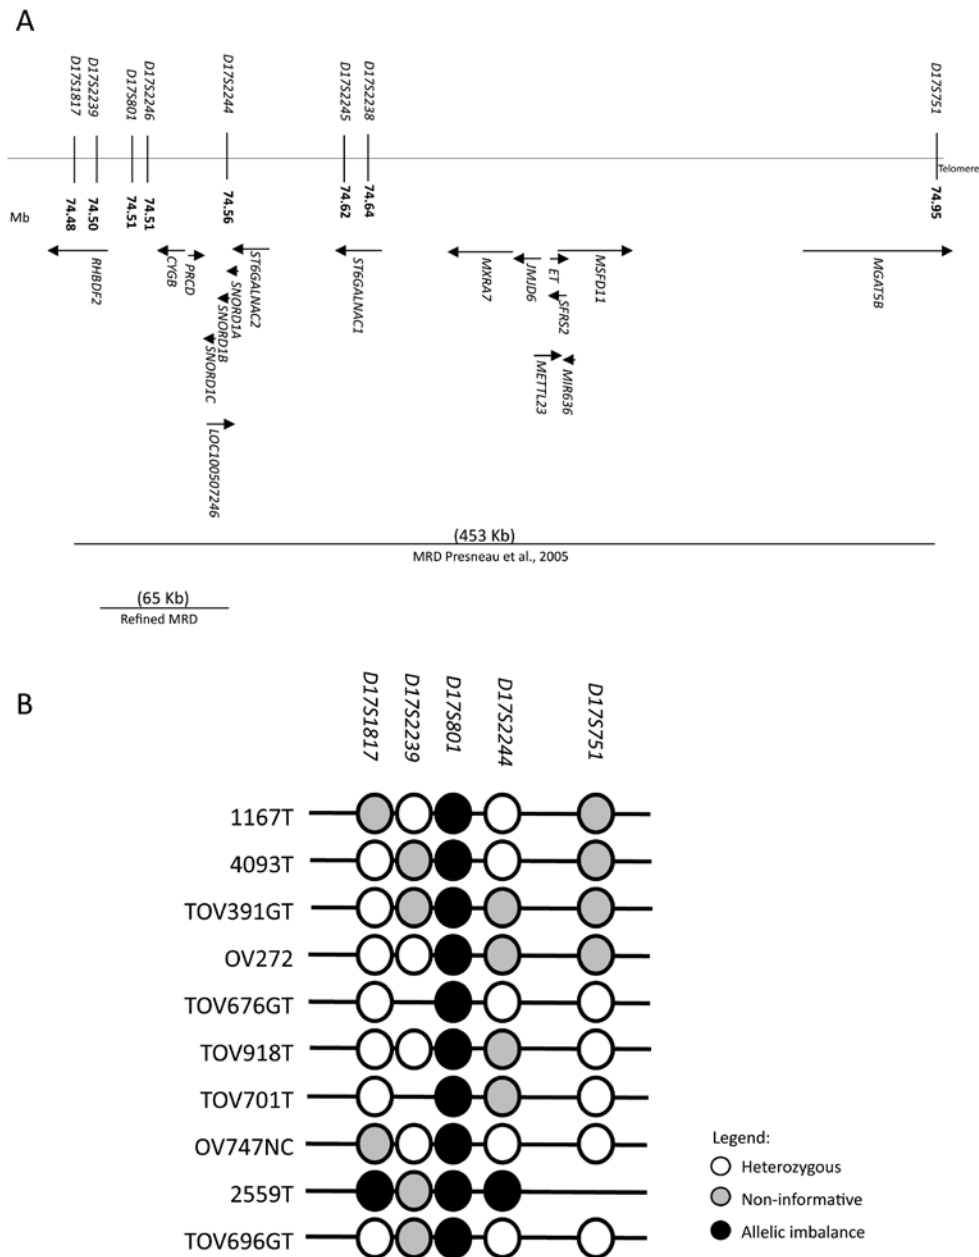 A
D17S1817
D17S2239
D17S801
D17S2246
D17S2244
D17S2245
D17S2238
D17S751
Telomere
Mb
74.48
74.50
74.51
74.51
74.56
74.62
74.64
74.95
RHBDF2
CYGB
PRCD
SNORD1C
SNORD1B
SNORD1A
ST6GALNAC2
LOC100507246
ST6GALNAC1
MXRA7
JMJD6
ET
SFRS2
MSFD11
METTL23
MIR636
MGAT5B
(453 Kb)
MRD Presneau et al., 2005
(65 Kb)
Refined MRD
B
D17S1817
D17S2239
D17S801
D17S2244
D17S751
1167T
4093T
TOV391GT
OV272
TOV676GT
TOV918T
TOV701T
OV747NC
2559T
TOV696GT
Legend:
Heterozygous
Non-informative
Allelic imbalance